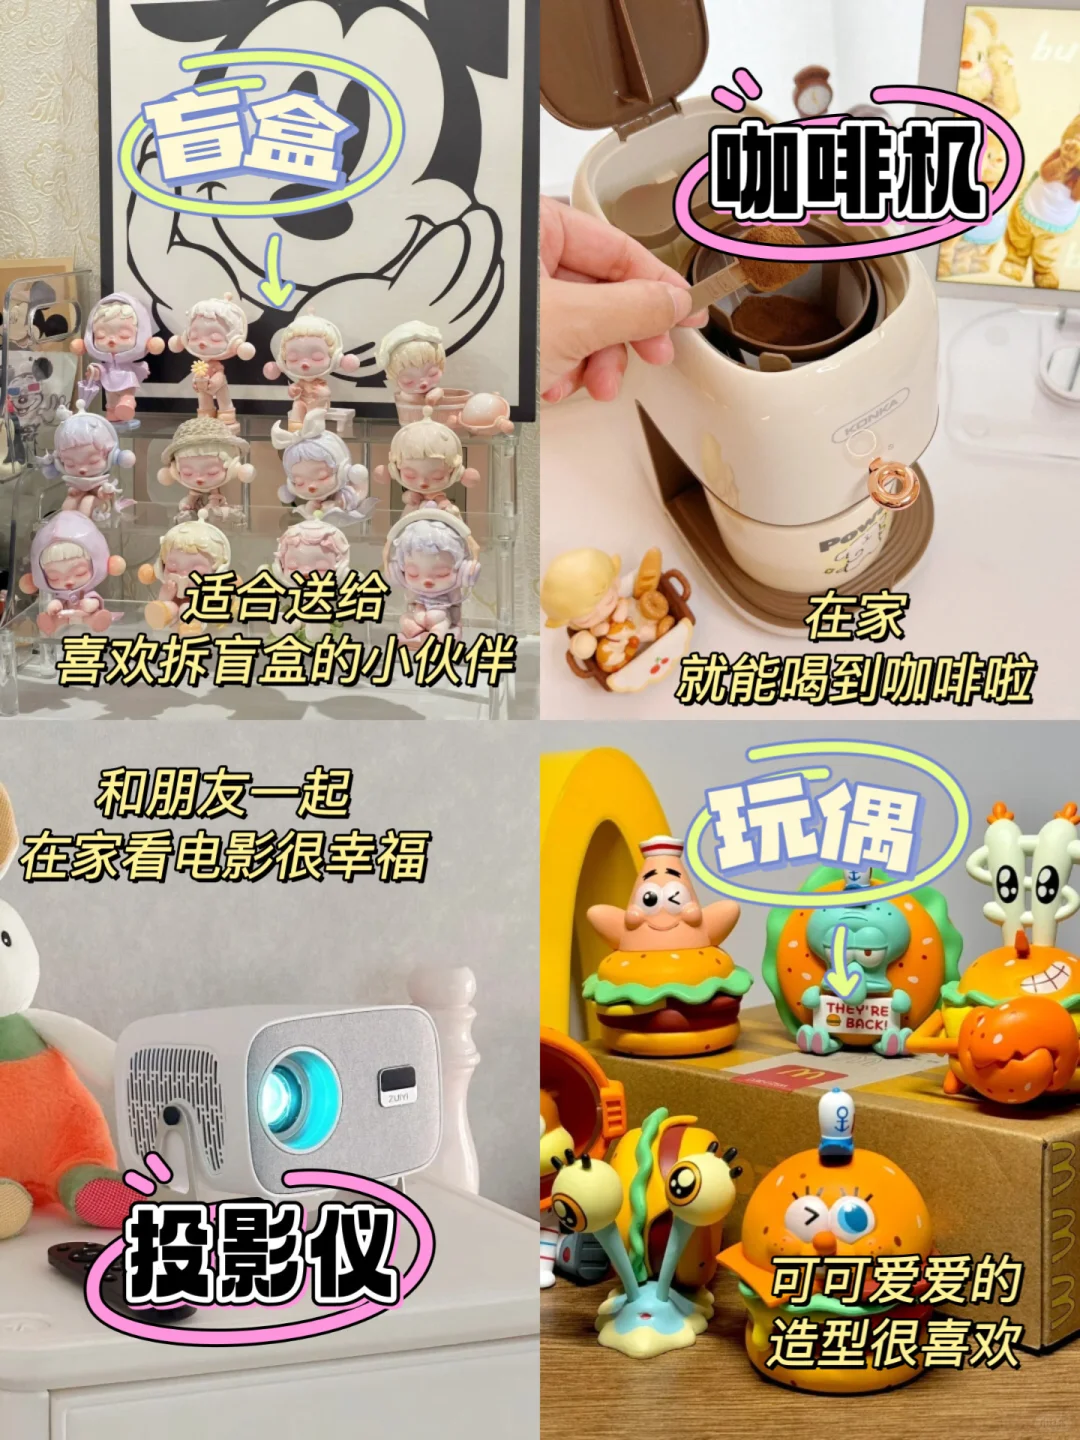 盲盒
适合送给
喜欢拆盲盒的小伙伴
咖啡机
KONKA
在家
就能喝到咖啡啦
和朋友一起
在家看电影很幸福
ZUIYI
投影仪
玩偶
THEY'RE
BACK!
可可爱爱的
造型很喜欢